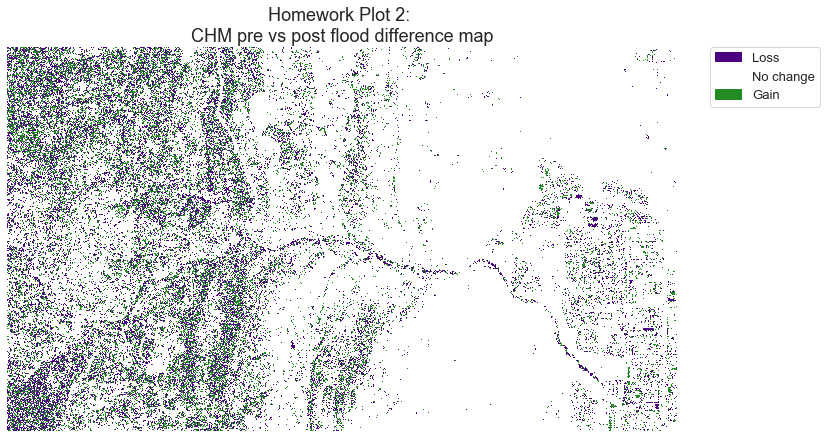 Homework Plot 2:
CHM pre vs post flood difference map
Loss
No change
Gain